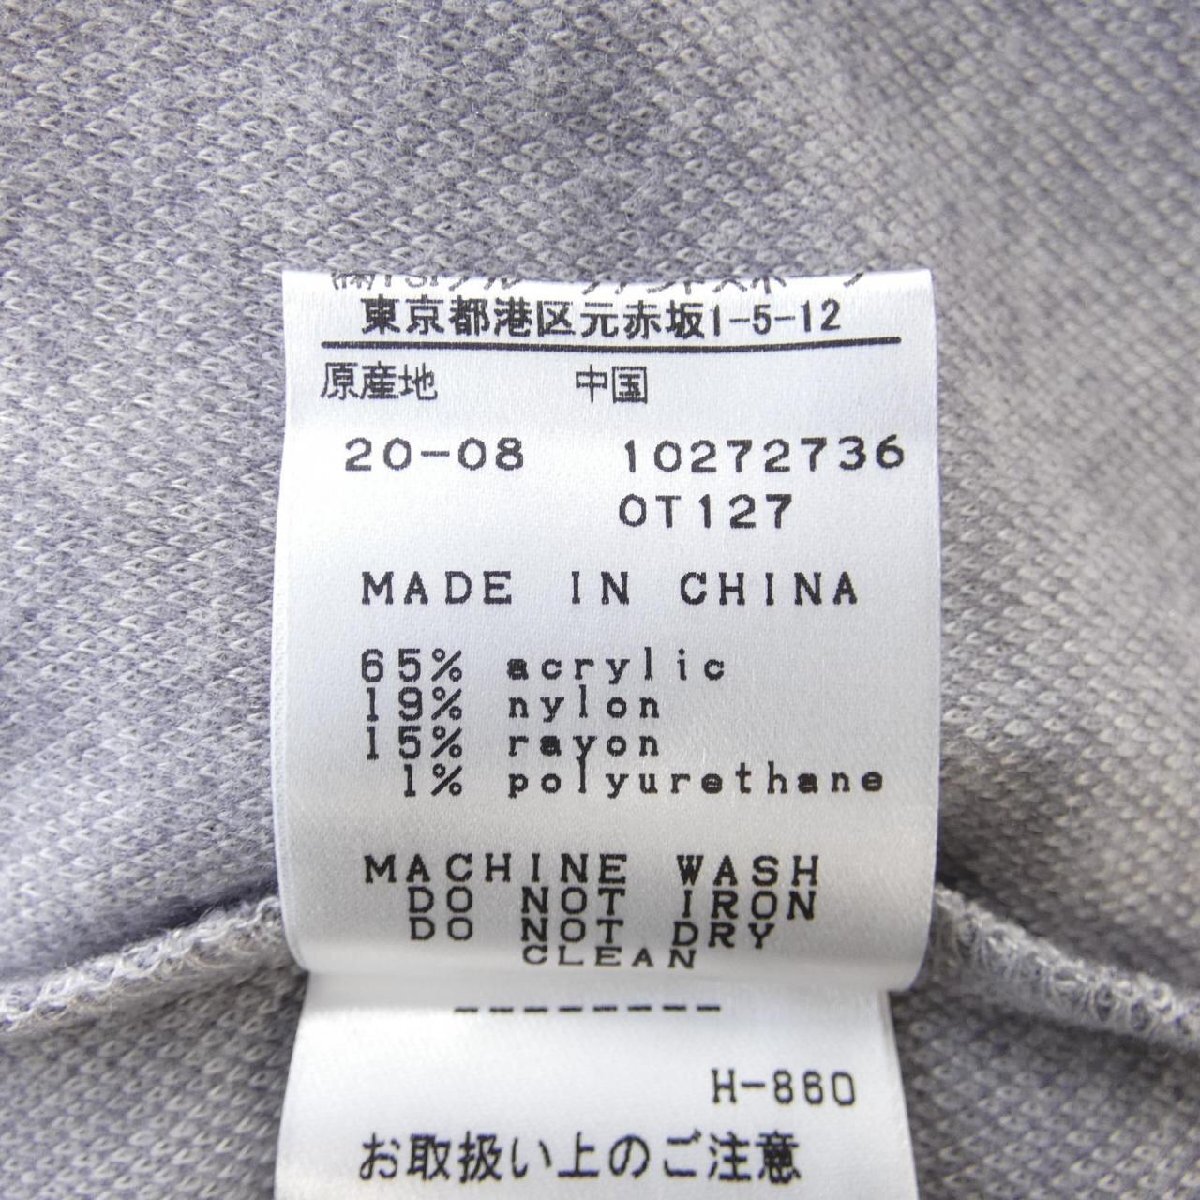 東京都港区元赤坂1-5-12
原産地 中国
20-08 10272736
OT127
MADE IN CHINA
65% acrylic
19% nylon
15% rayon
1% polyurethane
MACHINE WASH
DO NOT IRON
DO NOT DRY
CLEAN
--------
H-860
お取扱い上のご注意